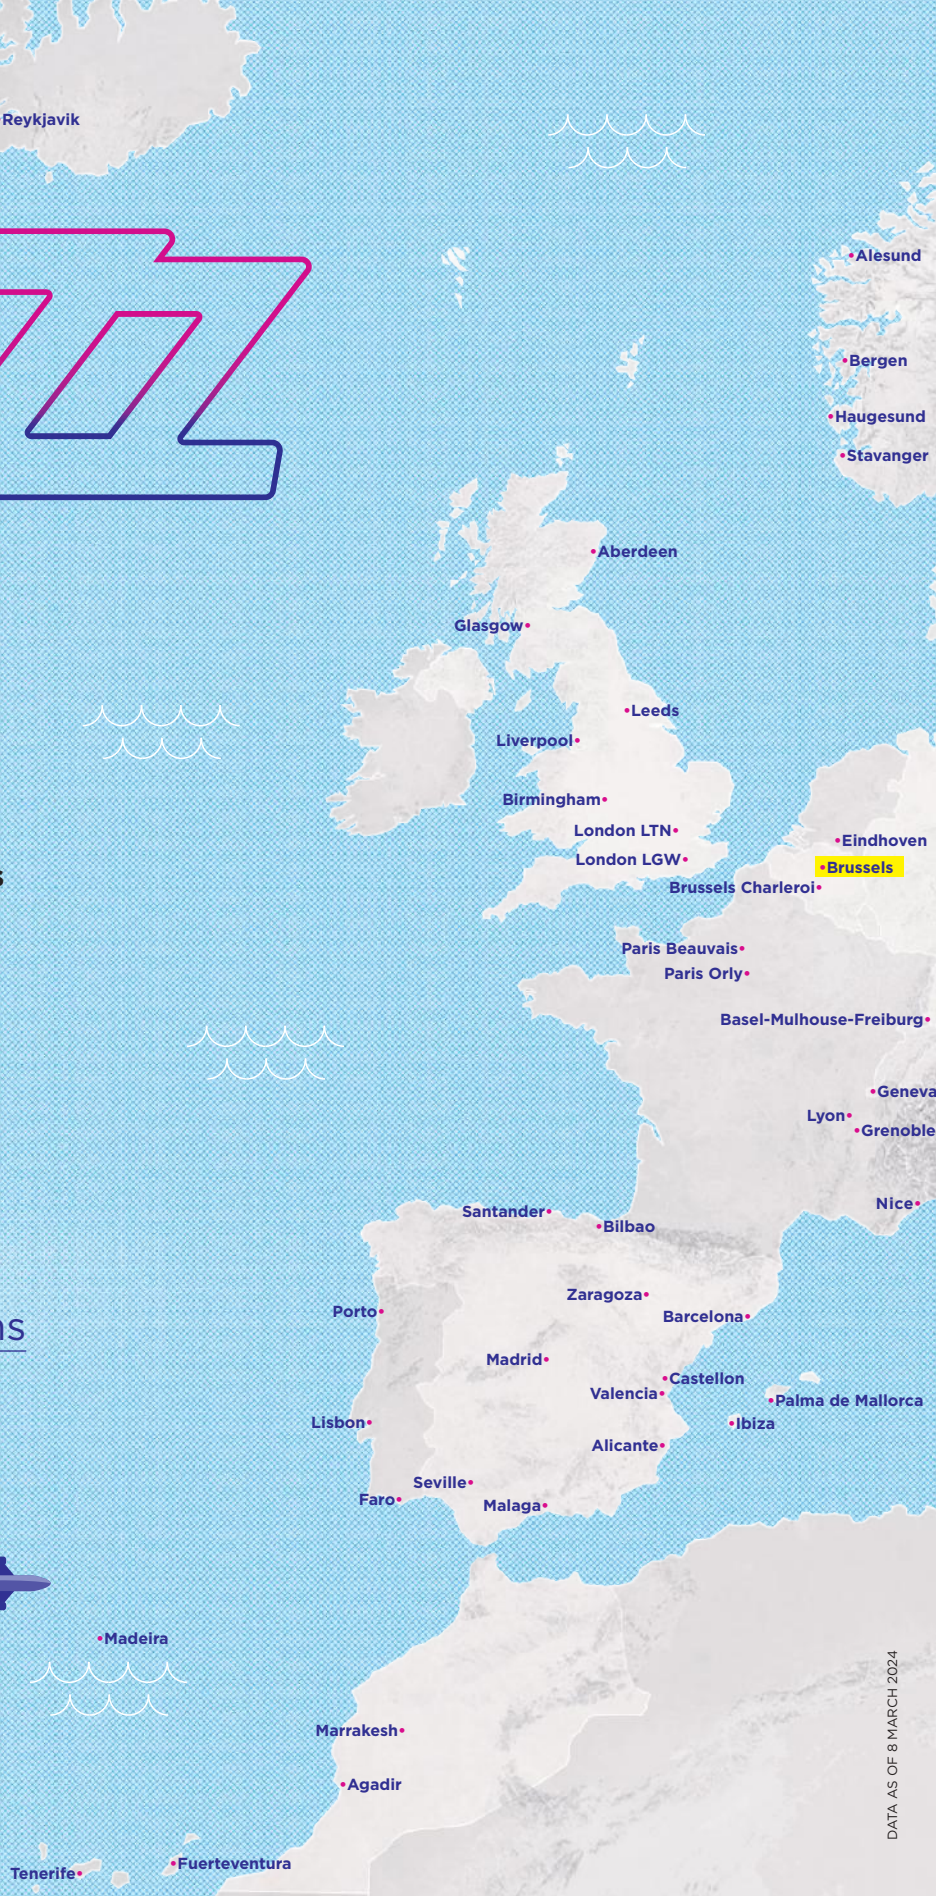 Reykjavik
Alesund
Bergen
Haugesund
Stavanger
Aberdeen
Glasgow
Leeds
Liverpool
Birmingham
London LTN
Eindhoven
London LGW
Brussels
s
Brussels Charleroi
Paris Beauvais
Paris Orly
Basel-Mulhouse-Freiburg
Geneva
Lyon
Grenoble
Nice
Santander
Bilbao
Zaragoza
Porto
Barcelona
ns
Madrid
Castellon
Valencia
Palma de Mallorca
Lisbon
Ibiza
Alicante
Seville
Faro
Malaga
Madeira
DATA AS OF 8 MARCH 2024
Marrakesh
Agadir
Fuerteventura
Tenerife